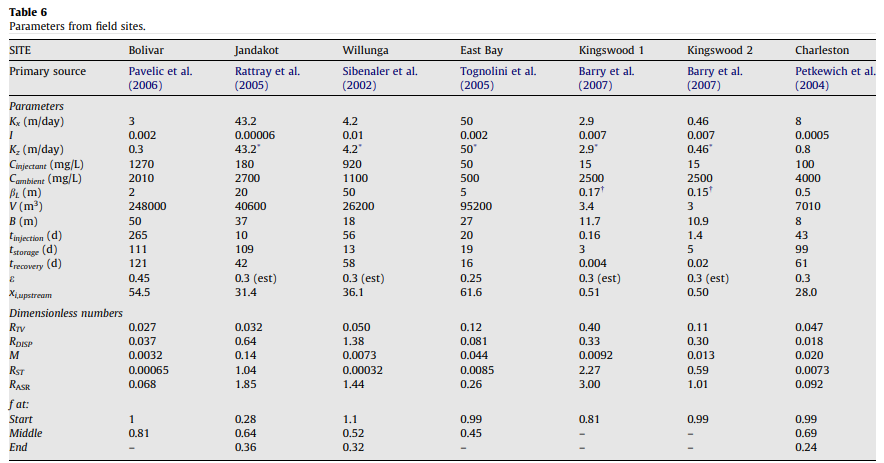 Table 6
Parameters from field sites.
SITE Bolivar Jandakot Willunga East Bay Kingswood 1 Kingswood 2 Charleston
Primary source Pavelic et al. Rattray et al. Sibenaler et al. Tognolini et al. Barry et al. Barry et al. Petkewich et al.
(2006) (2005) (2002) (2005) (2007) (2007) (2004)
Parameters
Kx (m/day) 3 43.2 4.2 50 2.9 0.46 8
I 0.002 0.00006 0.01 0.002 0.007 0.007 0.0005
Kz (m/day) 0.3 43.2* 4.2* 50* 2.9* 0.46* 0.8
Cinjectant (mg/L) 1270 180 920 50 15 15 100
Cambient (mg/L) 2010 2700 1100 500 2500 2500 4000
βL (m) 2 20 50 5 0.17† 0.15† 0.5
V (m³) 248000 40600 26200 95200 3.4 3 7010
B (m) 50 37 18 27 11.7 10.9 8
tinjection (d) 265 10 56 20 0.16 1.4 43
tstorage (d) 111 109 13 19 3 5 99
trecovery (d) 121 42 58 16 0.004 0.02 61
ε 0.45 0.3 (est) 0.3 (est) 0.25 0.3 (est) 0.3 (est) 0.3
xi,upstream 54.5 31.4 36.1 61.6 0.51 0.50 28.0
Dimensionless numbers
RTV 0.027 0.032 0.050 0.12 0.40 0.11 0.047
RDISP 0.037 0.64 1.38 0.081 0.33 0.30 0.018
M 0.0032 0.14 0.0073 0.044 0.0092 0.013 0.020
RST 0.00065 1.04 0.00032 0.0085 2.27 0.59 0.0073
RASR 0.068 1.85 1.44 0.26 3.00 1.01 0.092
f at:
Start 1 0.28 1.1 0.99 0.81 0.99 0.99
Middle 0.81 0.64 0.52 0.45 – – 0.69
End – 0.36 0.32 – – – 0.24